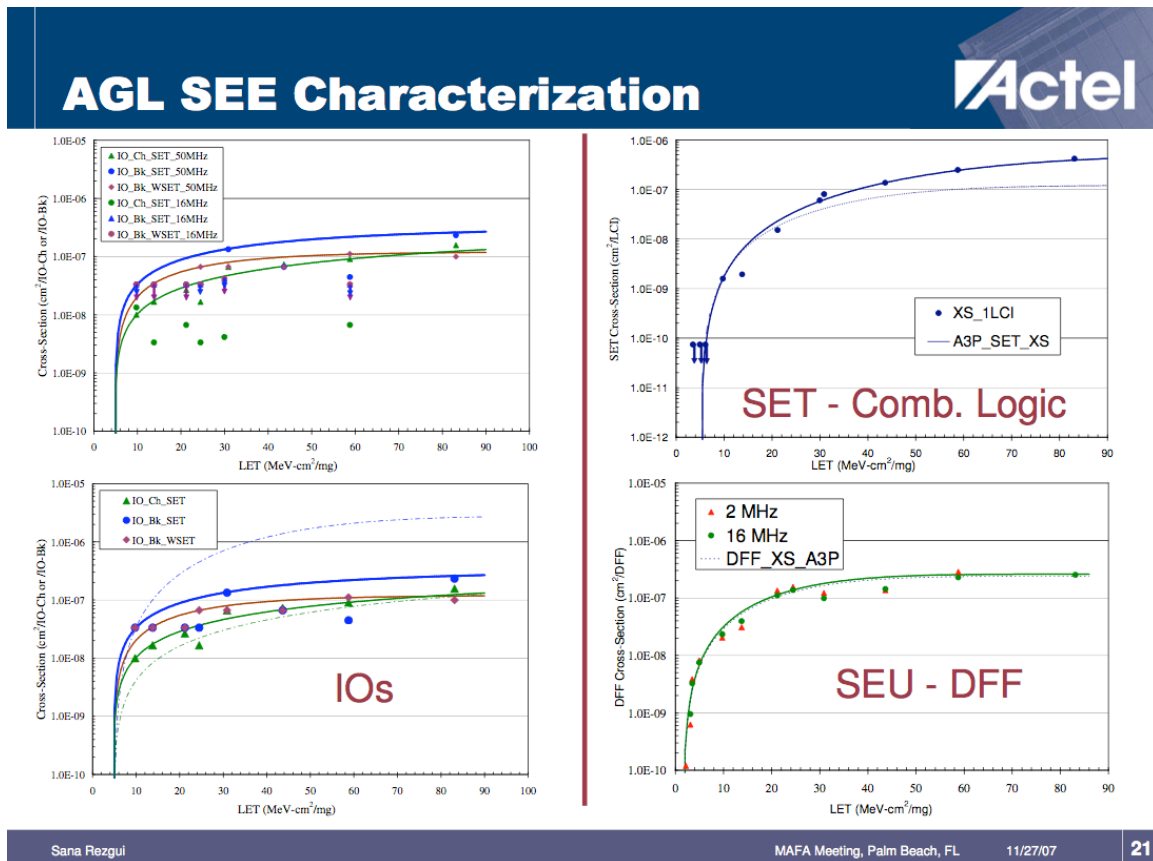 AGL SEE Characterization
Actel
1.0E-05
1.0E-06
1.0E-07
1.0E-08
1.0E-09
1.0E-10
Cross-Section (cm²/IO-Ch or /IO-Bk)
IO_Ch_SET_50MHz
IO_Bk_SET_50MHz
IO_Bk_WSET_50MHz
IO_Ch_SET_16MHz
IO_Bk_SET_16MHz
IO_Bk_WSET_16MHz
0 10 20 30 40 50 60 70 80 90 100
LET (MeV-cm²/mg)
1.0E-06
1.0E-07
1.0E-08
1.0E-09
1.0E-10
1.0E-11
1.0E-12
SET Cross-Section (cm²/LCI)
XS_1LCI
A3P_SET_XS
SET - Comb. Logic
0 10 20 30 40 50 60 70 80 90
LET (MeV-cm²/mg)
1.0E-05
1.0E-06
1.0E-07
1.0E-08
1.0E-09
1.0E-10
Cross-Section (cm²/IO-Ch or /IO-Bk)
IO_Ch_SET
IO_Bk_SET
IO_Bk_WSET
IOs
0 10 20 30 40 50 60 70 80 90 100
LET (MeV-cm²/mg)
1.0E-05
1.0E-06
1.0E-07
1.0E-08
1.0E-09
1.0E-10
DFF Cross-Section (cm²/DFF)
2 MHz
16 MHz
DFF_XS_A3P
SEU - DFF
0 10 20 30 40 50 60 70 80 90
LET (MeV-cm²/mg)
Sana Rezgui
MAFA Meeting, Palm Beach, FL 11/27/07 21